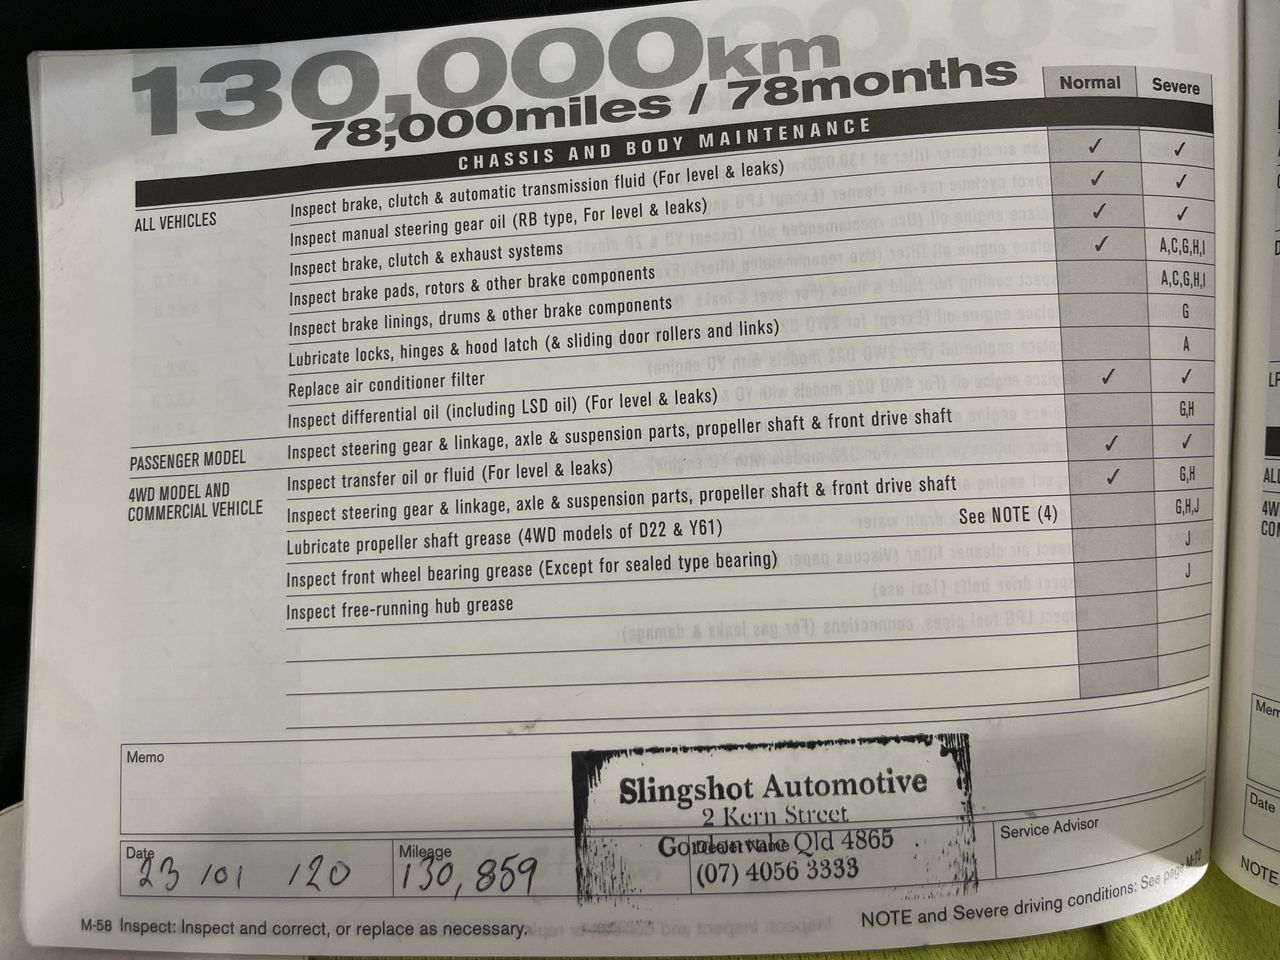 130,000km
78,000miles / 78months
Normal Severe
CHASSIS AND BODY MAINTENANCE
ALL VEHICLES Inspect brake, clutch & automatic transmission fluid (For level & leaks) ✓ ✓
Inspect manual steering gear oil (RB type, For level & leaks) ✓ ✓
Inspect brake, clutch & exhaust systems ✓ ✓
Inspect brake pads, rotors & other brake components ✓ A,C,G,H,I
Inspect brake linings, drums & other brake components A,C,G,H,I
Lubricate locks, hinges & hood latch (& sliding door rollers and links) G
Replace air conditioner filter A
Inspect differential oil (including LSD oil) (For level & leaks) ✓ ✓
PASSENGER MODEL Inspect steering gear & linkage, axle & suspension parts, propeller shaft & front drive shaft G,H
4WD MODEL AND Inspect transfer oil or fluid (For level & leaks) ✓ ✓
COMMERCIAL VEHICLE Inspect steering gear & linkage, axle & suspension parts, propeller shaft & front drive shaft ✓ G,H
Lubricate propeller shaft grease (4WD models of D22 & Y61) See NOTE (4) G,H,J
Inspect front wheel bearing grease (Except for sealed type bearing) J
Inspect free-running hub grease J
Memo
Slingshot Automotive
2 Kern Street
Gordonvale Qld 4865
(07) 4056 3333
Date
23 /01 /20
Mileage
130,859
Dealer Name
Service Advisor
M-58 Inspect: Inspect and correct, or replace as necessary.
NOTE and Severe driving conditions: See page M-72
ALL
4W
CON
Mem
Date
NOTE